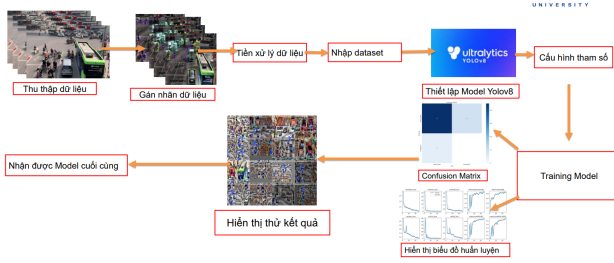 UNIVERSITY
Thu thập dữ liệu
Gán nhãn dữ liệu
Tiền xử lý dữ liệu
Nhập dataset
ultralytics
YOLOv8
Thiết lập Model Yolov8
Cấu hình tham số
Training Model
Confusion Matrix
Hiển thị biểu đồ huấn luyện
Hiển thị thử kết quả
Nhận được Model cuối cùng